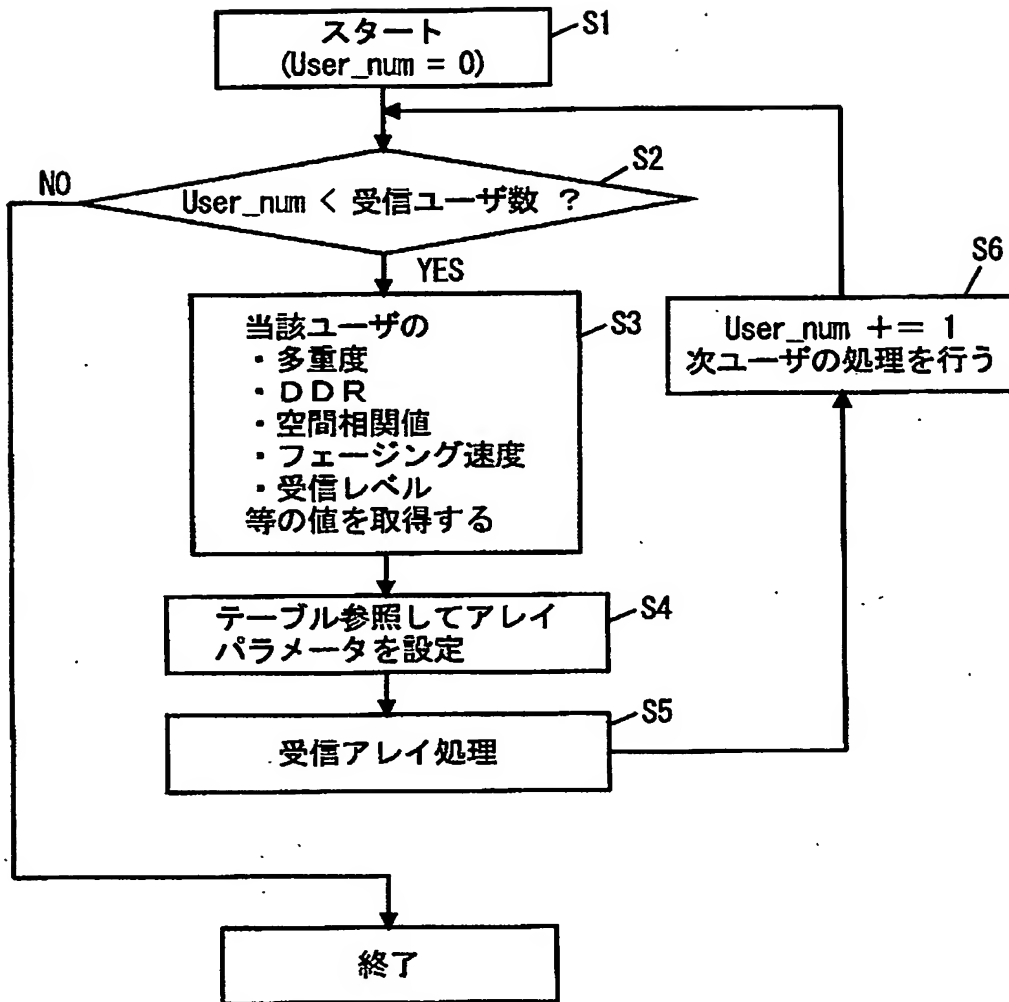 スタート
(User_num = 0)
S1
S2
NO
User_num < 受信ユーザ数 ?
YES
S6
User_num += 1
次ユーザの処理を行う
S3
当該ユーザの
・多重度
・DDR
・空間相関値
・フェージング速度
・受信レベル
等の値を取得する
テーブル参照してアレイ
パラメータを設定
S4
S5
受信アレイ処理
終了